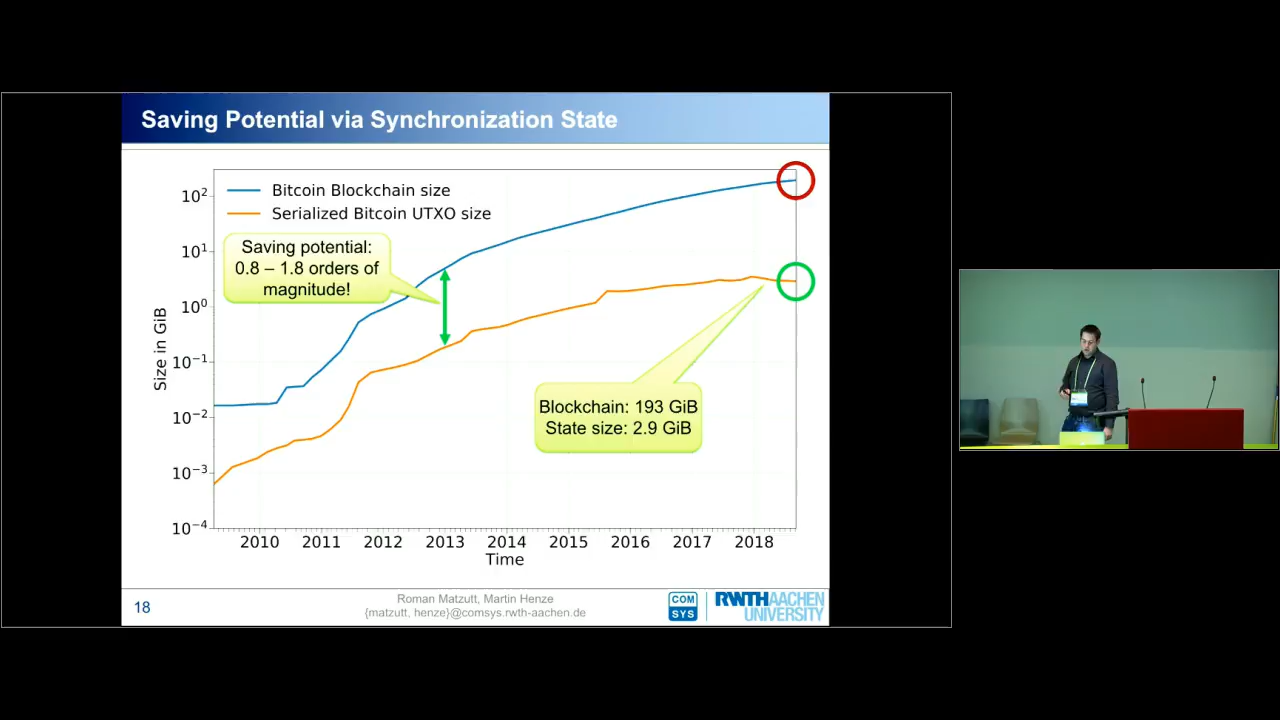 Saving Potential via Synchronization State
Bitcoin Blockchain size
Serialized Bitcoin UTXO size
Saving potential:
0.8 – 1.8 orders of
magnitude!
Blockchain: 193 GiB
State size: 2.9 GiB
Size in GiB
10²
10¹
10⁰
10⁻¹
10⁻²
10⁻³
10⁻⁴
2010 2011 2012 2013 2014 2015 2016 2017 2018
Time
18
Roman Matzutt, Martin Henze
{matzutt, henze}@comsys.rwth-aachen.de
COM
SYS
RWTHAACHEN
UNIVERSITY